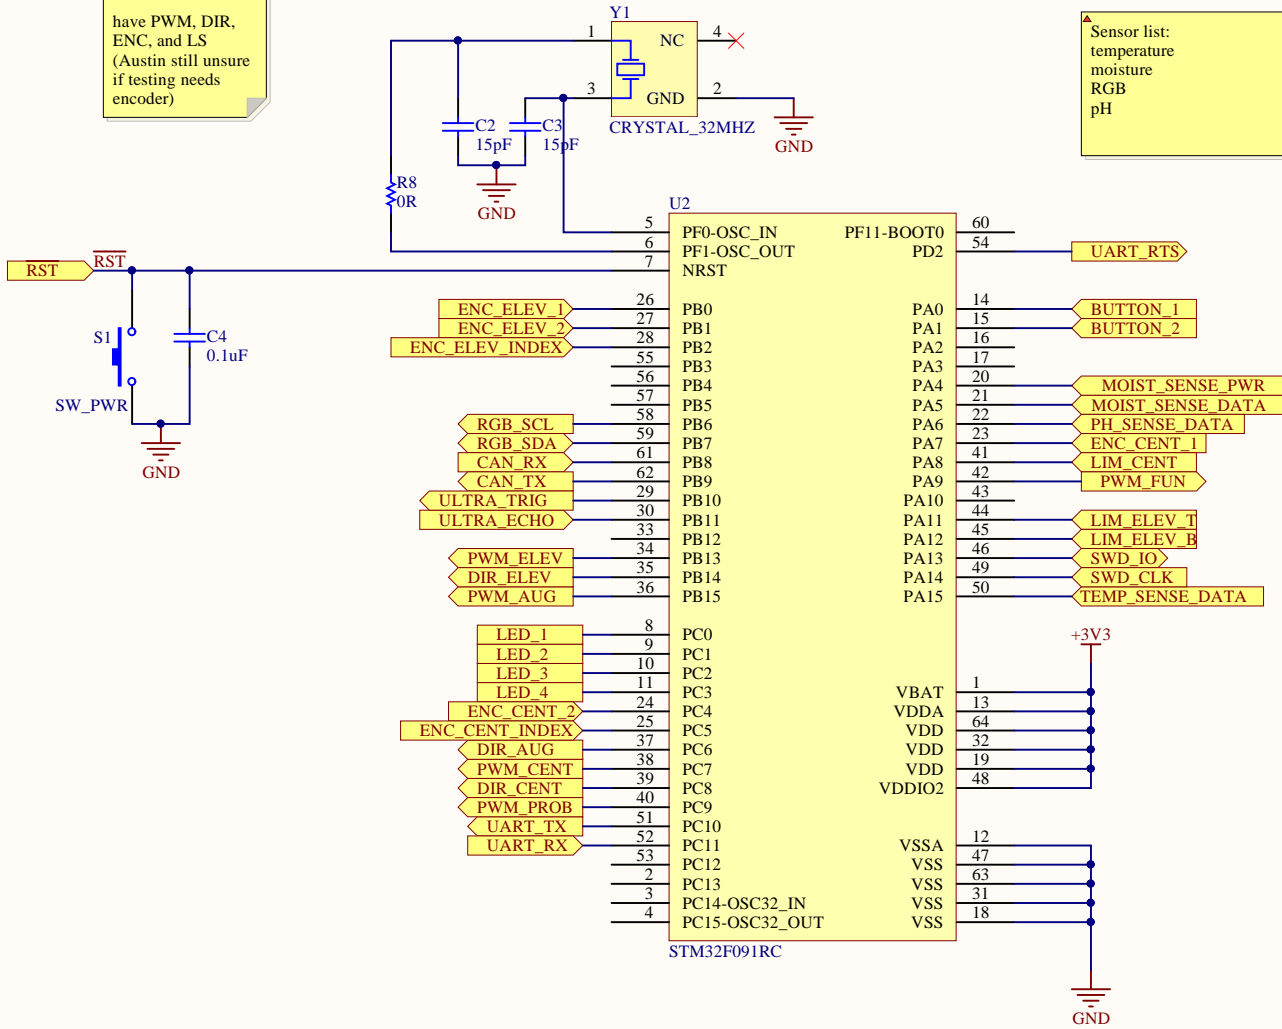 have PWM, DIR,
ENC, and LS
(Austin still unsure
if testing needs
encoder)
Sensor list:
temperature
moisture
RGB
pH
Y1
1 NC 4
3 GND 2
CRYSTAL_32MHZ
GND
C2
15pF
C3
15pF
GND
R8
0R
RST
RST
S1
SW_PWR
C4
0.1uF
GND
U2
5 PF0-OSC_IN
6 PF1-OSC_OUT
7 NRST
ENC_ELEV_1 26 PB0
ENC_ELEV_2 27 PB1
ENC_ELEV_INDEX 28 PB2
55 PB3
56 PB4
57 PB5
RGB_SCL 58 PB6
RGB_SDA 59 PB7
CAN_RX 61 PB8
CAN_TX 62 PB9
ULTRA_TRIG 29 PB10
ULTRA_ECHO 30 PB11
33 PB12
PWM_ELEV 34 PB13
DIR_ELEV 35 PB14
PWM_AUG 36 PB15
LED_1 8 PC0
LED_2 9 PC1
LED_3 10 PC2
LED_4 11 PC3
ENC_CENT_2 24 PC4
ENC_CENT_INDEX 25 PC5
DIR_AUG 37 PC6
PWM_CENT 38 PC7
DIR_CENT 39 PC8
PWM_PROB 40 PC9
UART_TX 51 PC10
UART_RX 52 PC11
53 PC12
2 PC13
3 PC14-OSC32_IN
4 PC15-OSC32_OUT
PF11-BOOT0 60
PD2 54 UART_RTS
PA0 14 BUTTON_1
PA1 15 BUTTON_2
PA2 16
PA3 17
PA4 20 MOIST_SENSE_PWR
PA5 21 MOIST_SENSE_DATA
PA6 22 PH_SENSE_DATA
PA7 23 ENC_CENT_1
PA8 41 LIM_CENT
PA9 42 PWM_FUN
PA10 43
PA11 44 LIM_ELEV_T
PA12 45 LIM_ELEV_B
PA13 46 SWD_IO
PA14 49 SWD_CLK
PA15 50 TEMP_SENSE_DATA
+3V3
VBAT 1
VDDA 13
VDD 64
VDD 32
VDD 19
VDDIO2 48
VSSA 12
VSS 47
VSS 63
VSS 31
VSS 18
GND
STM32F091RC